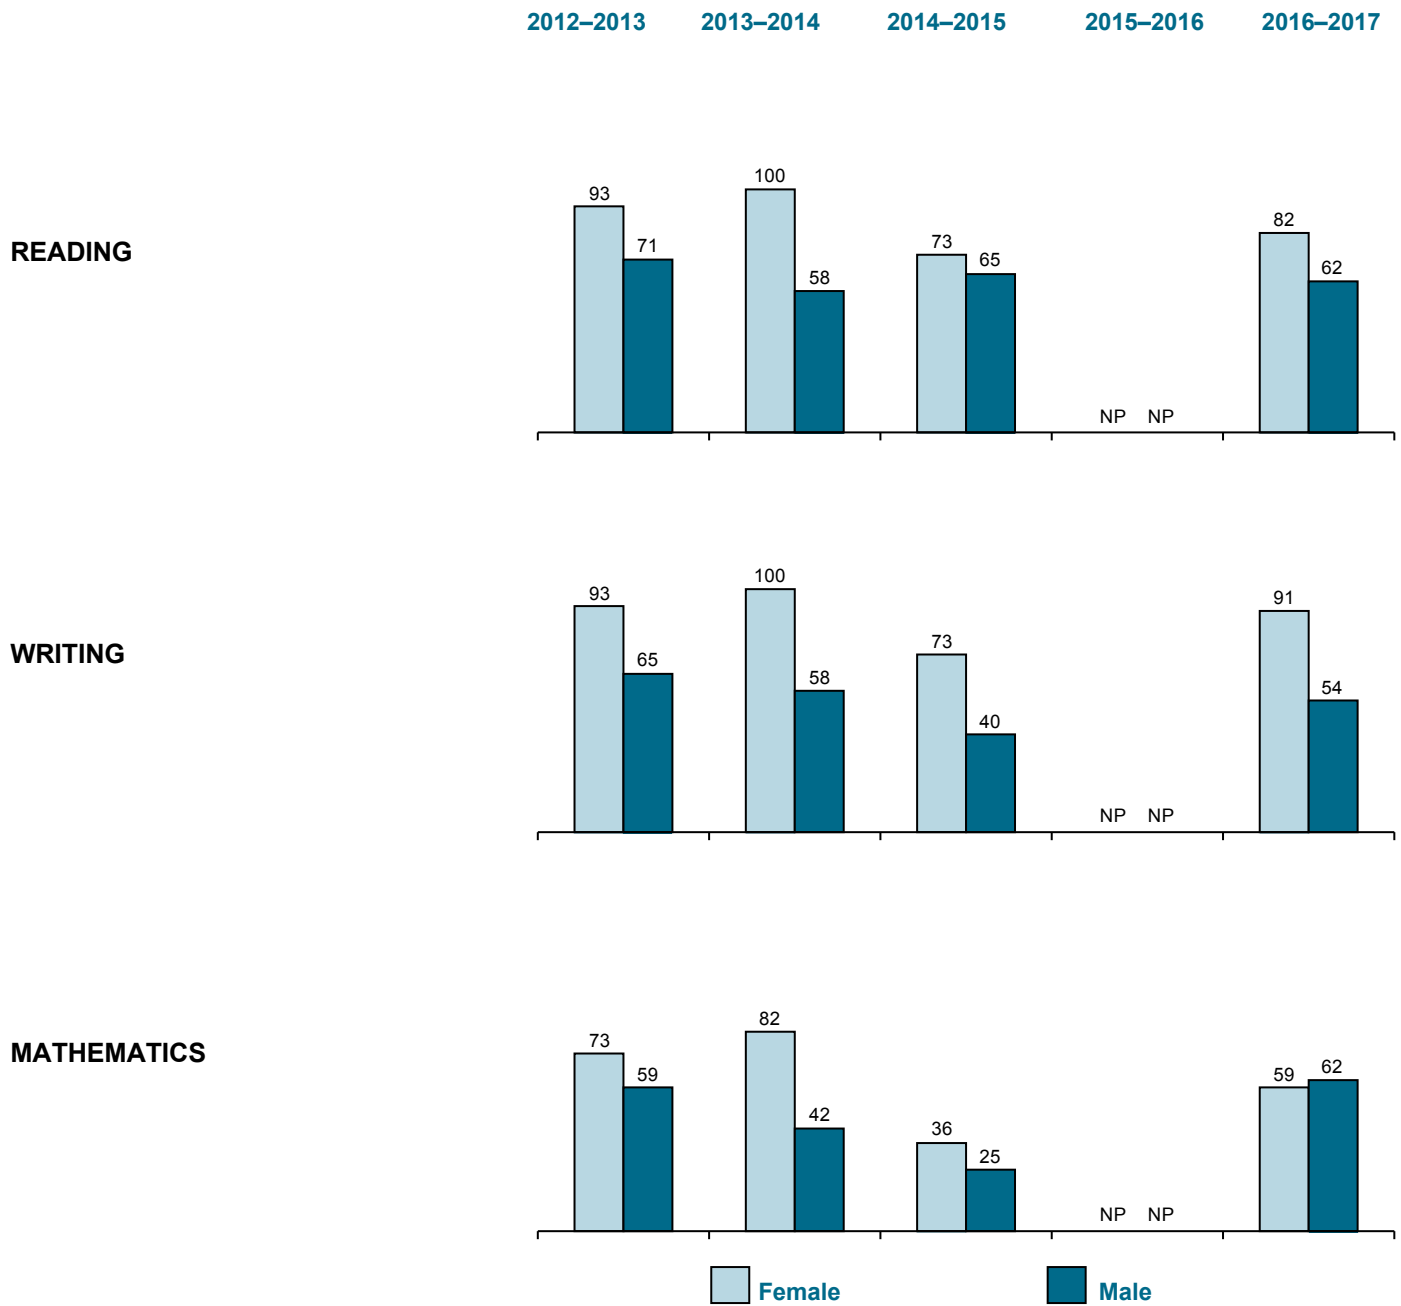 2012–2013 2013–2014 2014–2015 2015–2016 2016–2017
READING
93 71 100 58 73 65 NP NP 82 62
WRITING
93 65 100 58 73 40 NP NP 91 54
MATHEMATICS
73 59 82 42 36 25 NP NP 59 62
Female Male